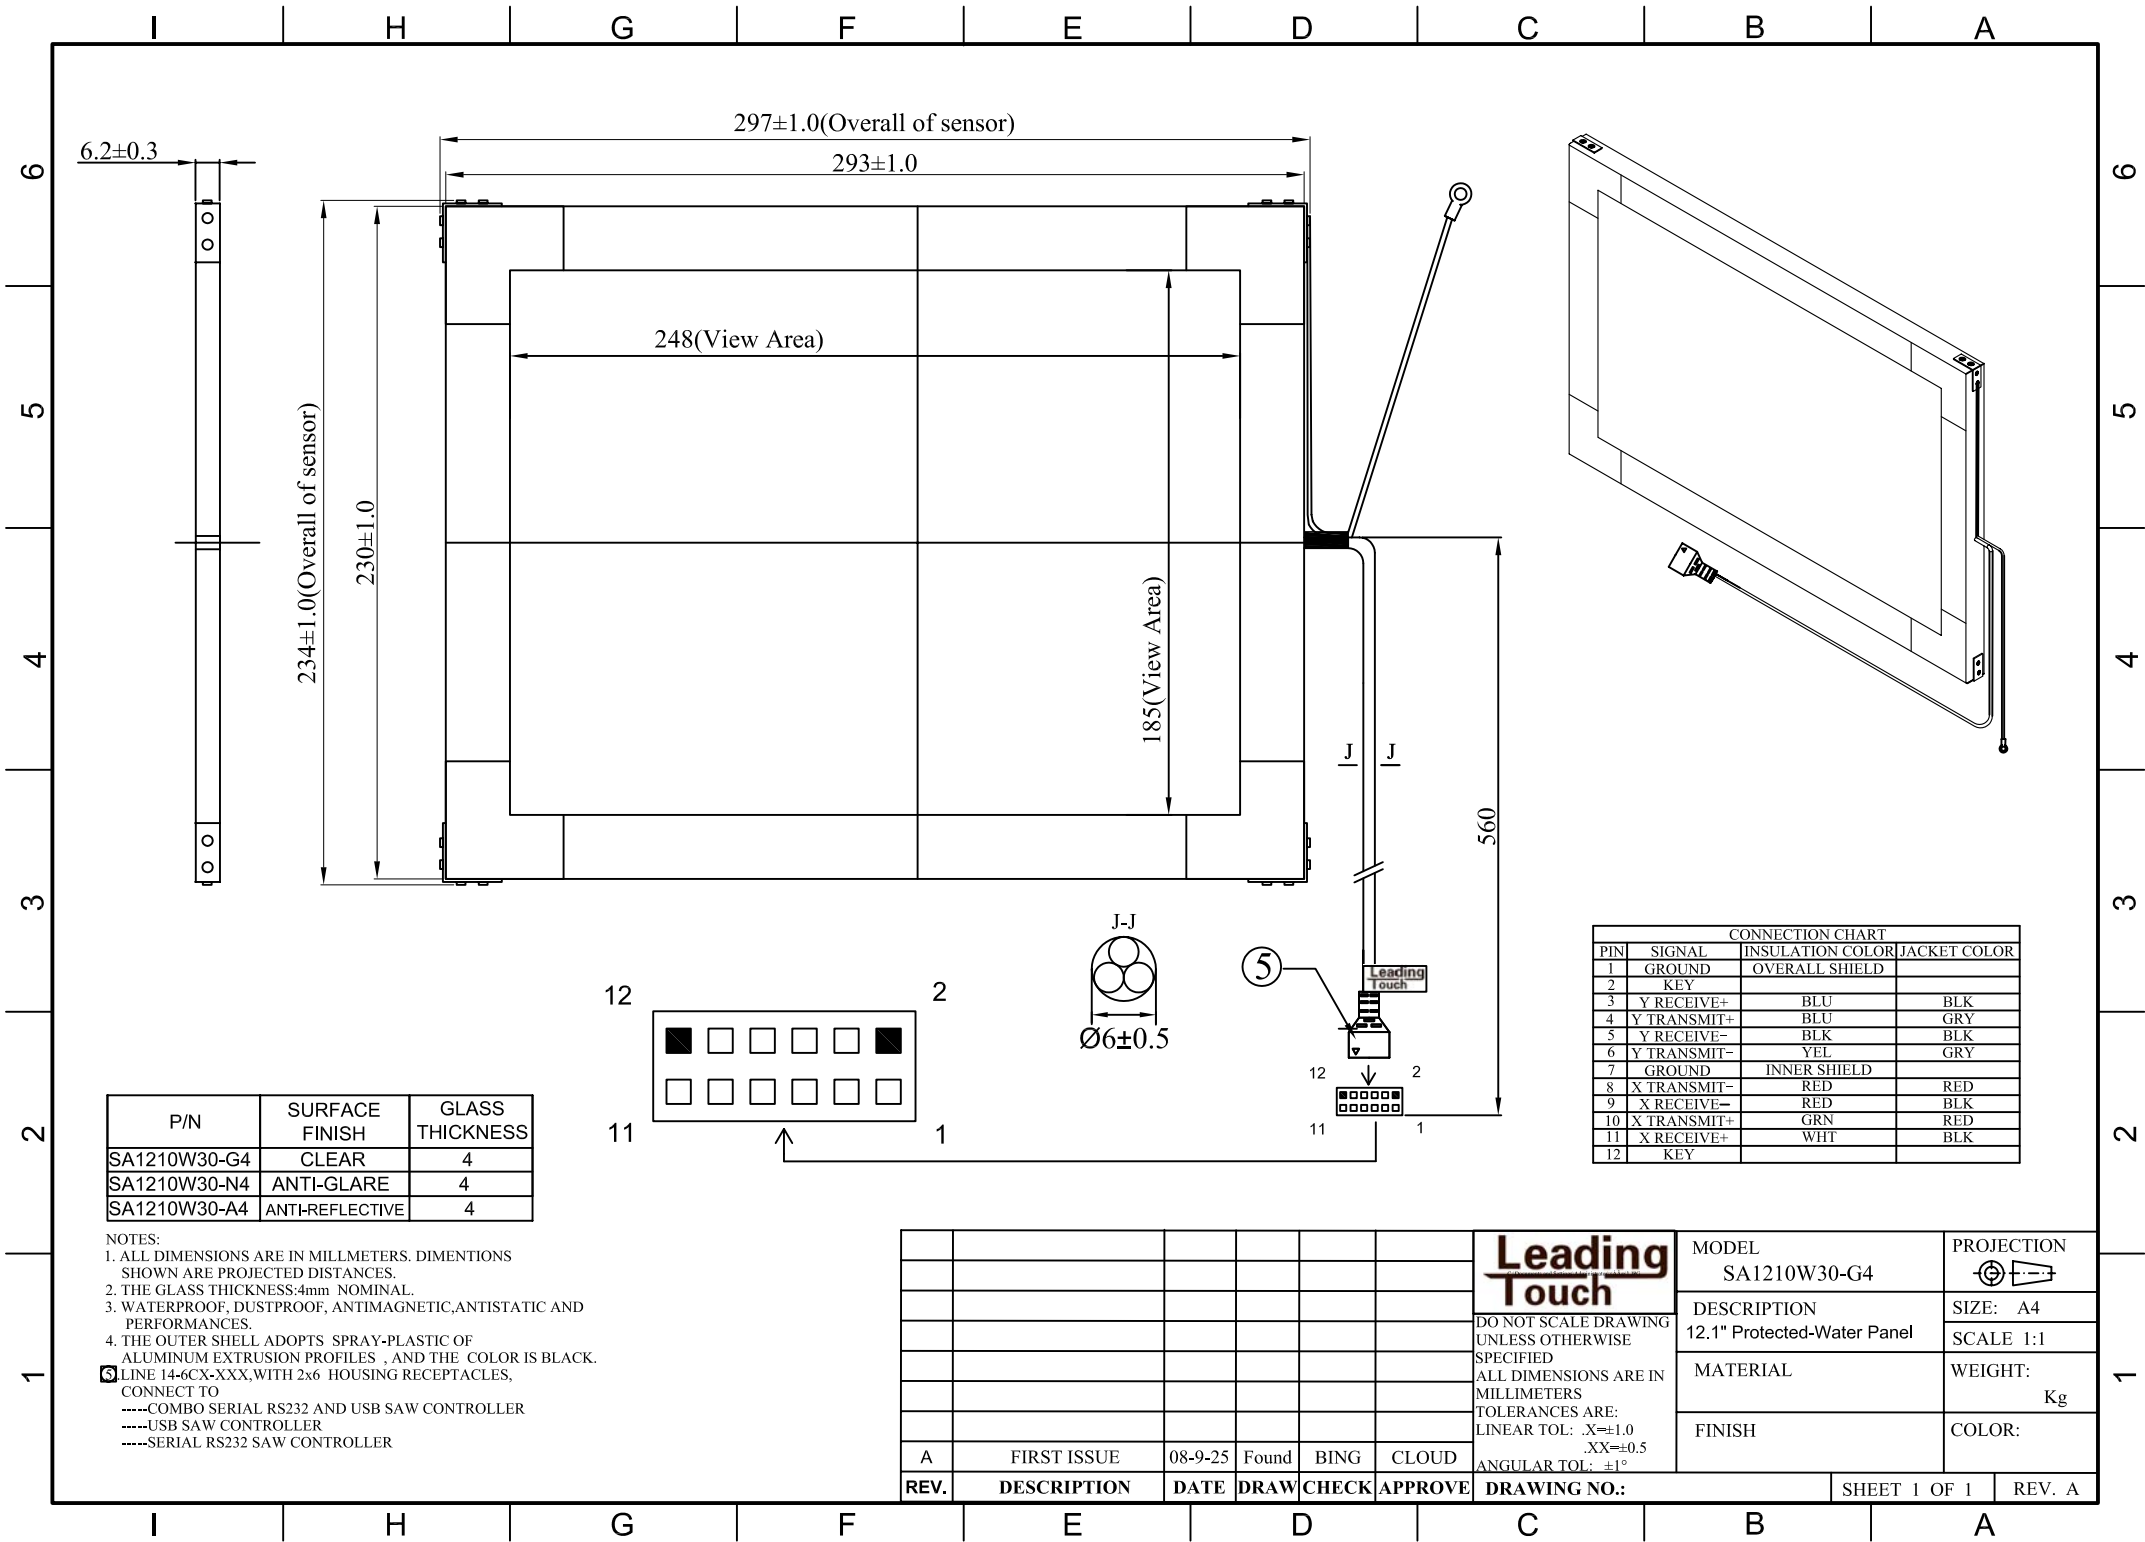 I H G F E D C B A
6 6
5 5
4 4
3 3
2 2
1 1
297±1.0(Overall of sensor)
293±1.0
6.2±0.3
248(View Area)
234±1.0(Overall of sensor)
230±1.0
185(View Area)
J J
560
J-J
Ø6±0.5
5
Leading
Touch
12 2
11 1
12 2
11 1
CONNECTION CHART
PIN SIGNAL INSULATION COLOR JACKET COLOR
1 GROUND OVERALL SHIELD
2 KEY
3 Y RECEIVE+ BLU BLK
4 Y TRANSMIT+ BLU GRY
5 Y RECEIVE- BLK BLK
6 Y TRANSMIT- YEL GRY
7 GROUND INNER SHIELD
8 X TRANSMIT- RED RED
9 X RECEIVE- RED BLK
10 X TRANSMIT+ GRN RED
11 X RECEIVE+ WHT BLK
12 KEY
P/N SURFACE FINISH GLASS THICKNESS
SA1210W30-G4 CLEAR 4
SA1210W30-N4 ANTI-GLARE 4
SA1210W30-A4 ANTI-REFLECTIVE 4
NOTES:
1. ALL DIMENSIONS ARE IN MILLMETERS. DIMENTIONS
SHOWN ARE PROJECTED DISTANCES.
2. THE GLASS THICKNESS:4mm NOMINAL.
3. WATERPROOF, DUSTPROOF, ANTIMAGNETIC,ANTISTATIC AND
PERFORMANCES.
4. THE OUTER SHELL ADOPTS SPRAY-PLASTIC OF
ALUMINUM EXTRUSION PROFILES , AND THE COLOR IS BLACK.
5.LINE 14-6CX-XXX,WITH 2x6 HOUSING RECEPTACLES,
CONNECT TO
-----COMBO SERIAL RS232 AND USB SAW CONTROLLER
-----USB SAW CONTROLLER
-----SERIAL RS232 SAW CONTROLLER
A FIRST ISSUE 08-9-25 Found BING CLOUD
REV. DESCRIPTION DATE DRAW CHECK APPROVE
Leading
Touch
DO NOT SCALE DRAWING
UNLESS OTHERWISE
SPECIFIED
ALL DIMENSIONS ARE IN
MILLIMETERS
TOLERANCES ARE:
LINEAR TOL: .X=±1.0
.XX=±0.5
ANGULAR TOL: ±1°
MODEL
SA1210W30-G4
DESCRIPTION
12.1" Protected-Water Panel
MATERIAL
FINISH
PROJECTION
SIZE: A4
SCALE 1:1
WEIGHT:
Kg
COLOR:
DRAWING NO.:
SHEET 1 OF 1
REV. A
I H G F E D C B A